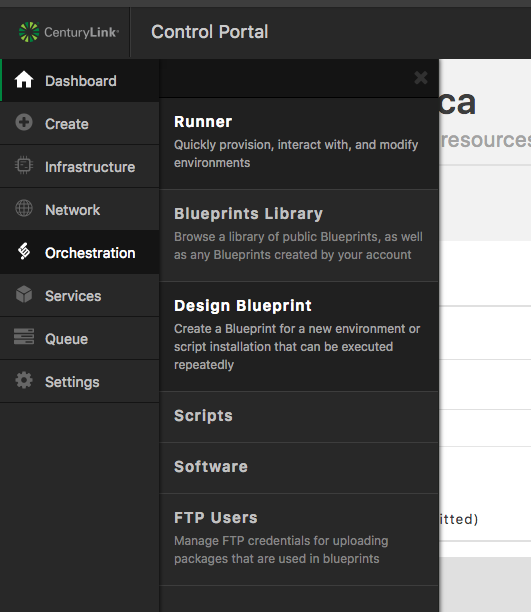 CenturyLink
Control Portal
Dashboard
Create
Infrastructure
Network
Orchestration
Services
Queue
Settings
Runner
Quickly provision, interact with, and modify
environments
Blueprints Library
Browse a library of public Blueprints, as well
as any Blueprints created by your account
Design Blueprint
Create a Blueprint for a new environment or
script installation that can be executed
repeatedly
Scripts
Software
FTP Users
Manage FTP credentials for uploading
packages that are used in blueprints
ca
resources
itted)